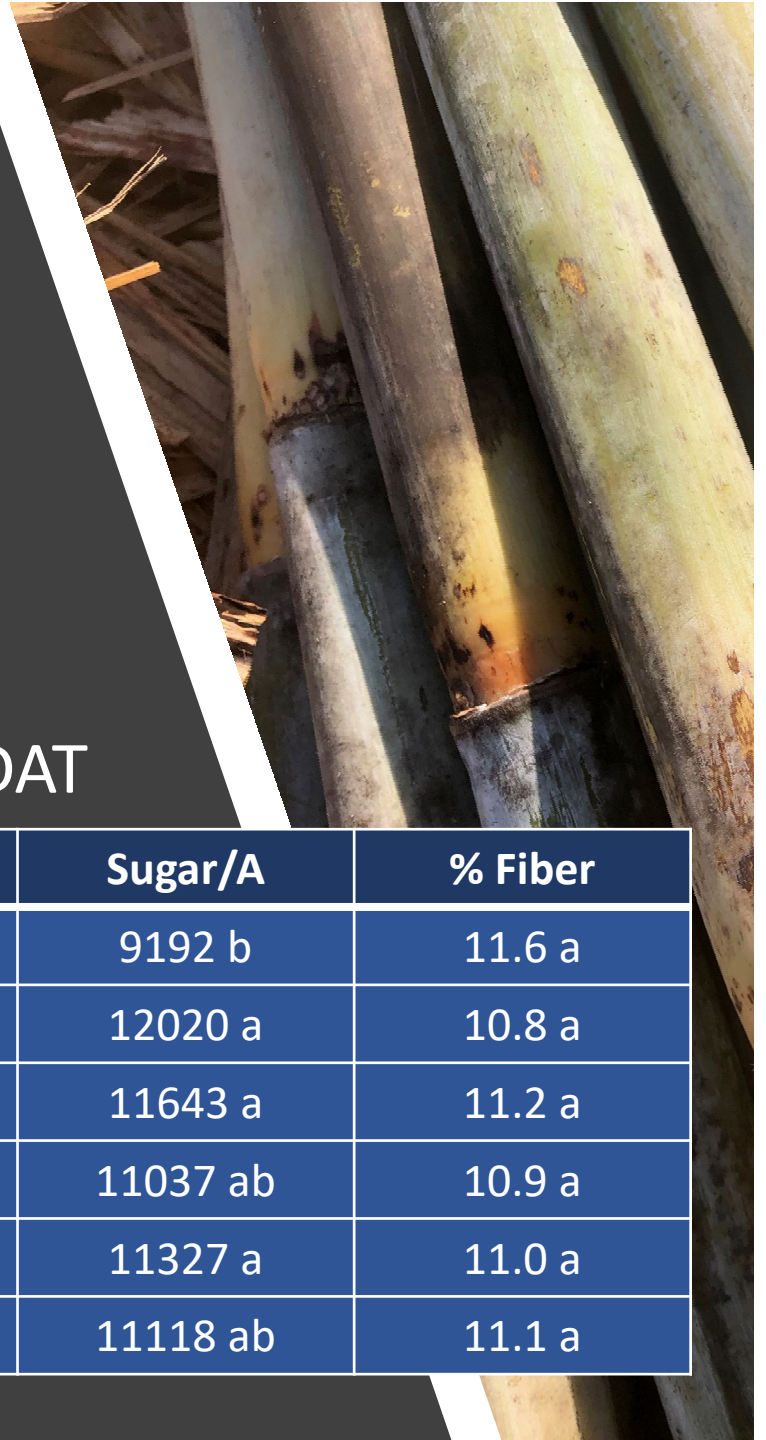 DAT
Sugar/A % Fiber
9192 b 11.6 a
12020 a 10.8 a
11643 a 11.2 a
11037 ab 10.9 a
11327 a 11.0 a
11118 ab 11.1 a